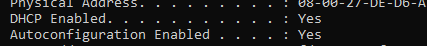 Physical Address. . . . . . . . . : 08-00-27-DE-D6-A
DHCP Enabled. . . . . . . . . . . : Yes
Autoconfiguration Enabled . . . . : Yes